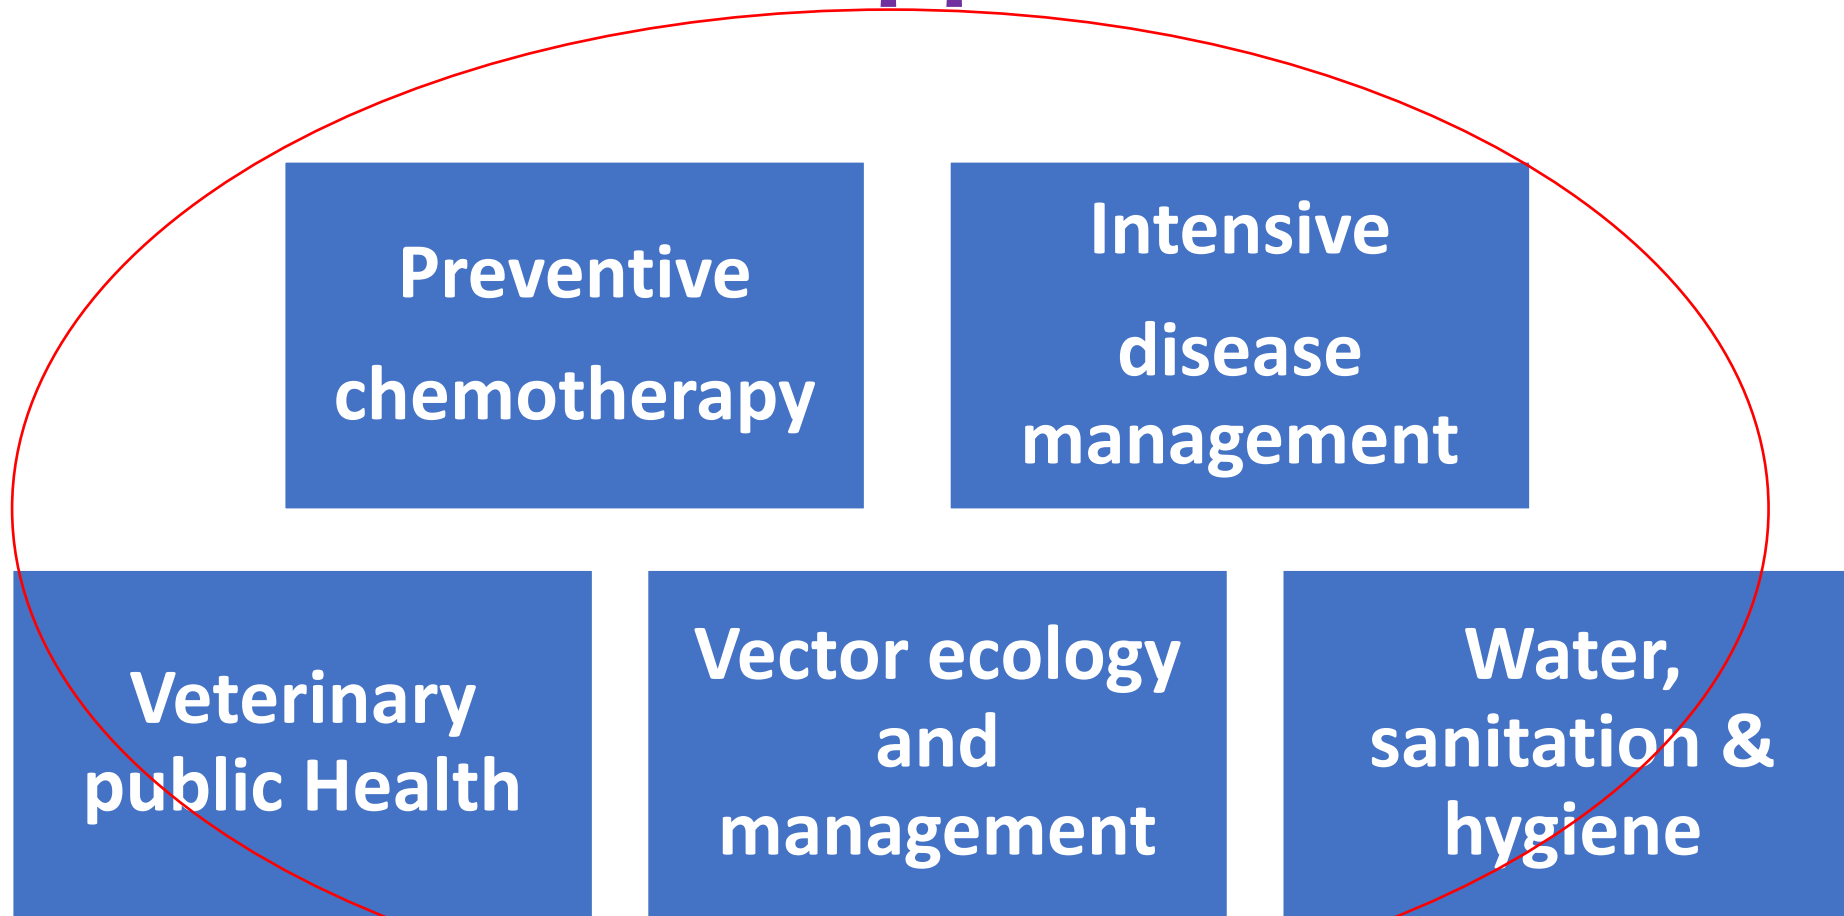 Preventive
chemotherapy
Intensive
disease
management
Veterinary
public Health
Vector ecology
and
management
Water,
sanitation &
hygiene